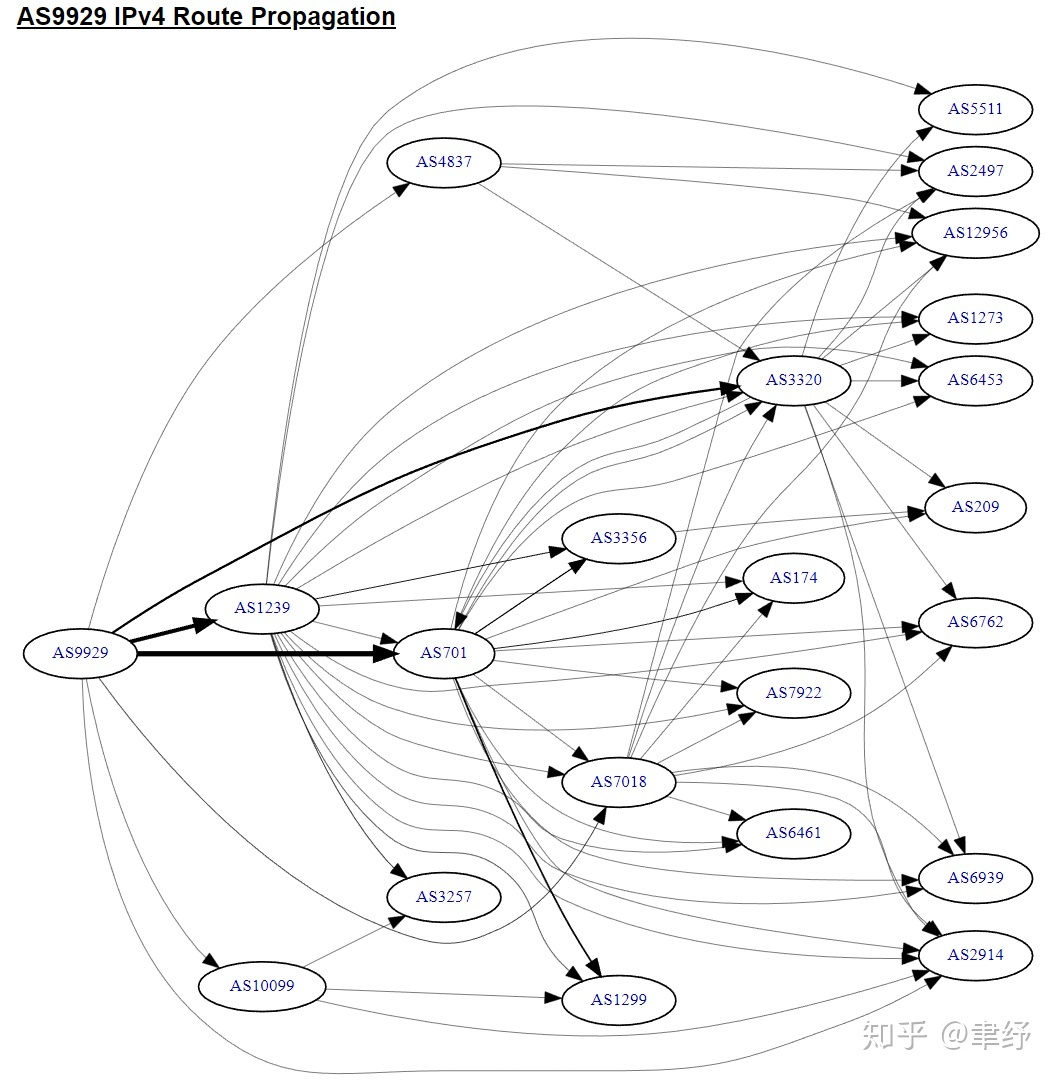 AS9929 IPv4 Route Propagation
AS5511
AS4837
AS2497
AS12956
AS1273
AS3320
AS6453
AS209
AS3356
AS174
AS1239
AS6762
AS9929
AS701
AS7922
AS7018
AS6461
AS6939
AS3257
AS2914
AS10099
AS1299
知乎 @聿纾